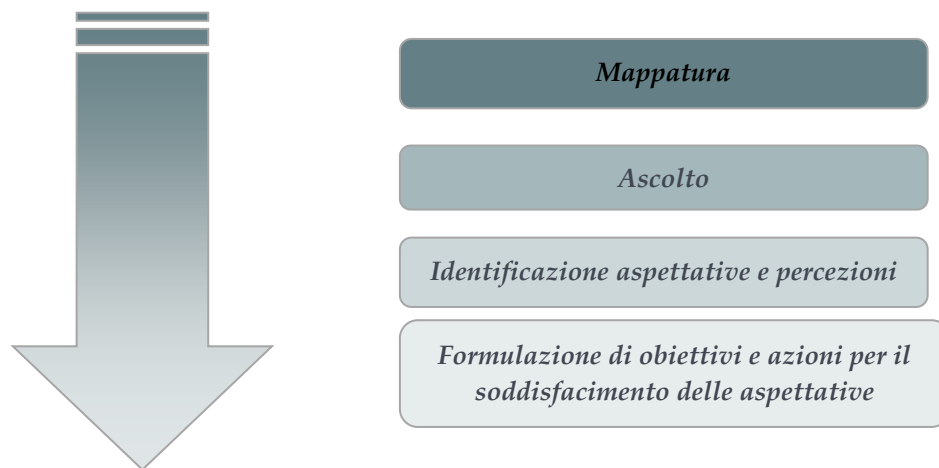 Mappatura
Ascolto
Identificazione aspettative e percezioni
Formulazione di obiettivi e azioni per il
soddisfacimento delle aspettative